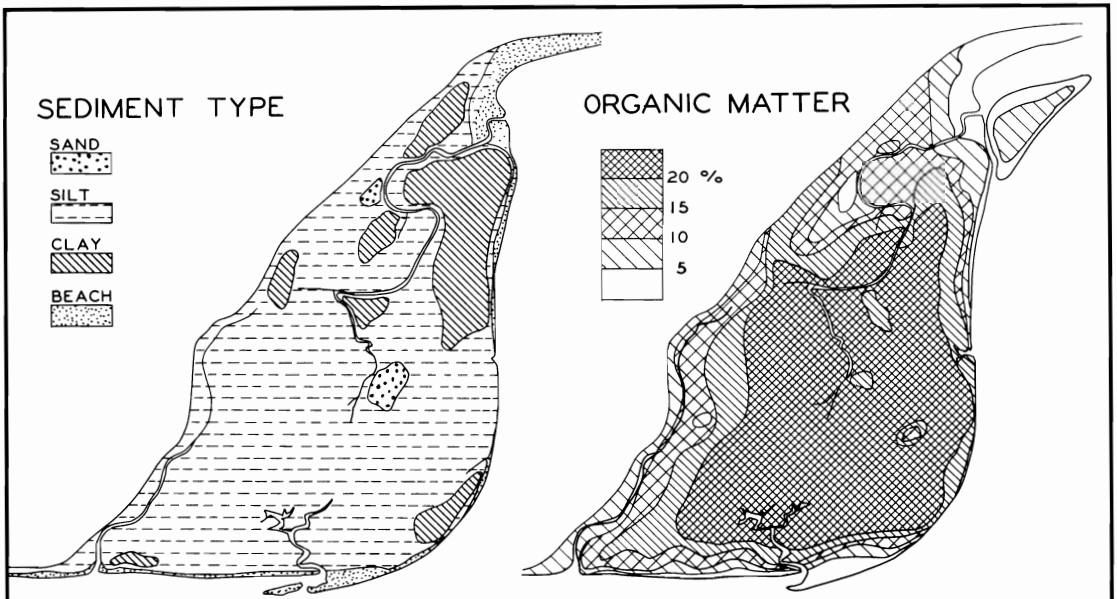 SEDIMENT TYPE
SAND
SILT
CLAY
BEACH
ORGANIC MATTER
20 %
15
10
5